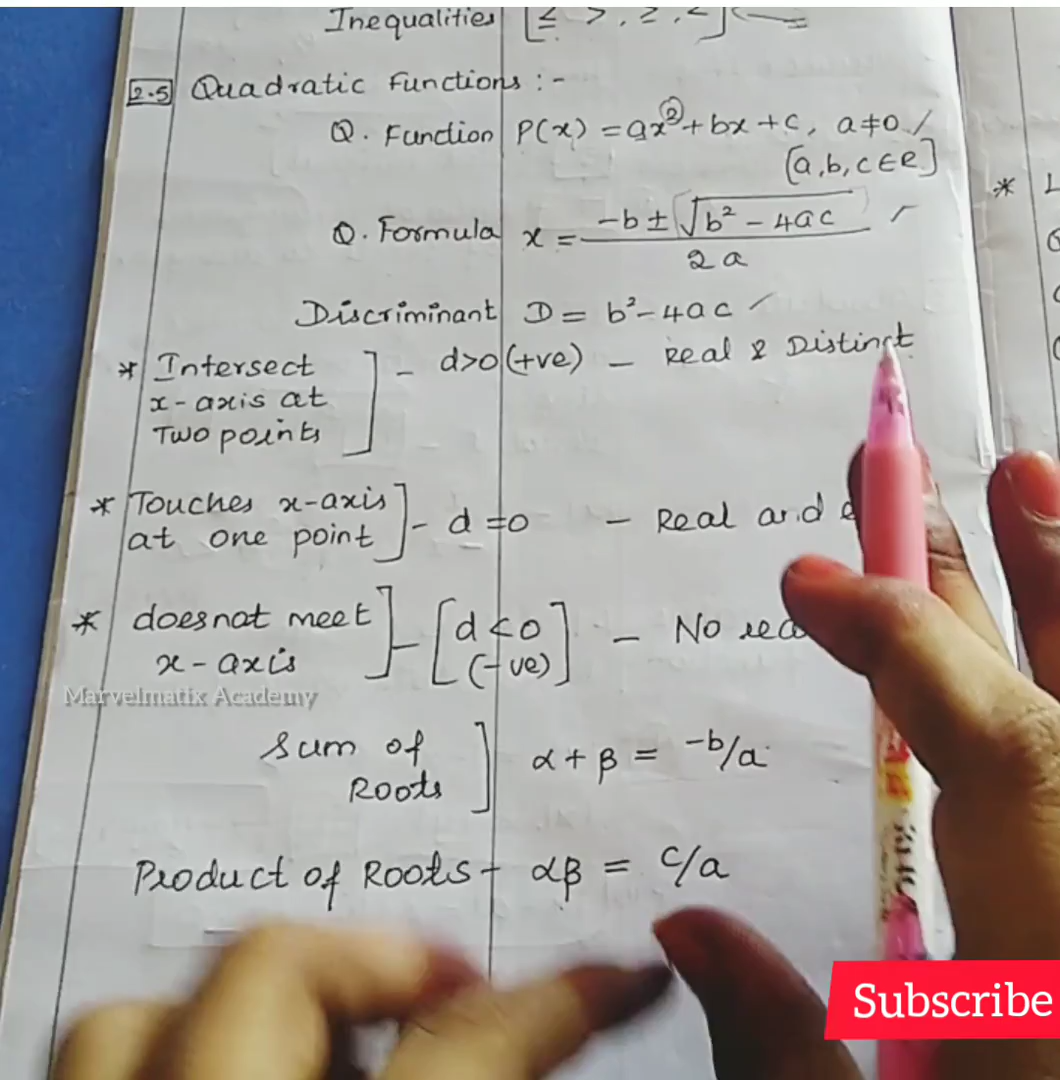 Inequalities [≤ >, ≥, <]
2.5 Quadratic Functions :-
Q. Function P(x) = ax²+bx+c, a≠0
[a,b,c∈R]
Q. Formula x = (-b ± √(b² - 4ac)) / 2a
Discriminant D = b²-4ac
* Intersect x-axis at Two points ] - d>0 (+ve) - Real & Distinct
* Touches x-axis at one point ] - d=0 - Real and
* does not meet x-axis ] - [d<0 (-ve)] - No
Marvelmatix Academy
Sum of Roots ] α+β = -b/a
Product of Roots - αβ = c/a
Subscribe